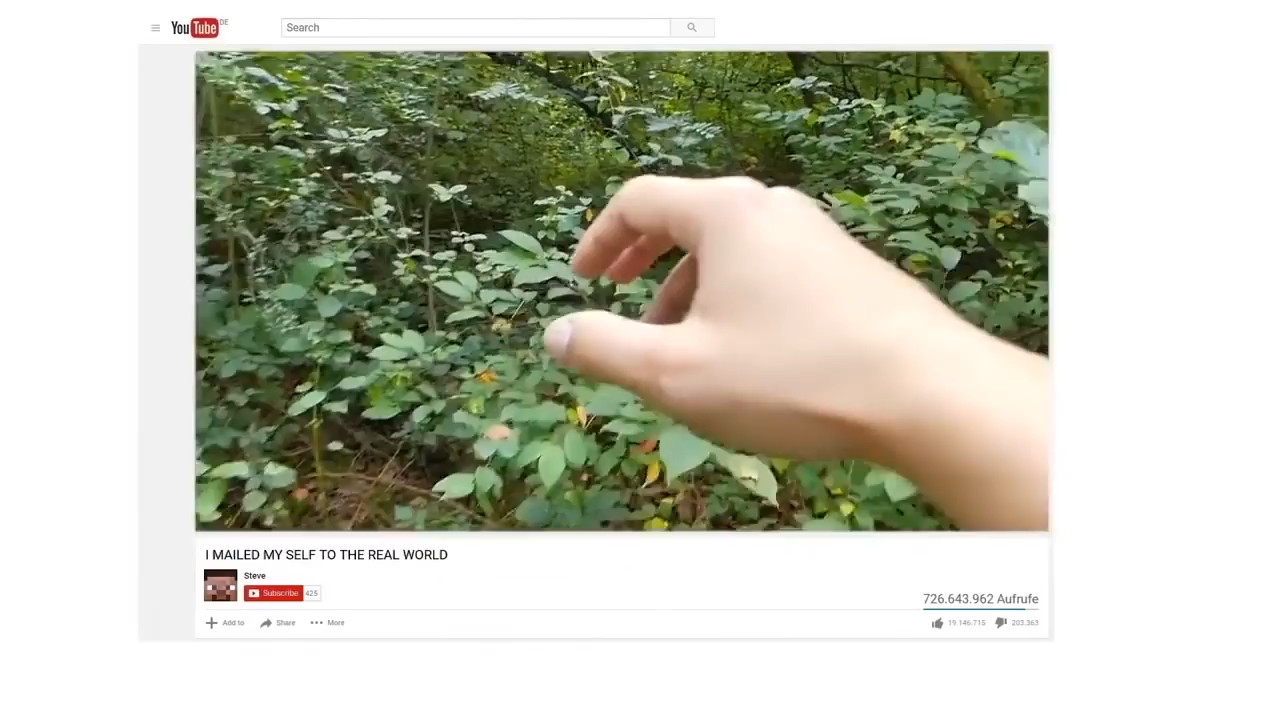 YouTube DE
Search
I MAILED MY SELF TO THE REAL WORLD
Steve
Subscribe 425
726.643.962 Aufrufe
Add to Share More
19.146.715 203.363